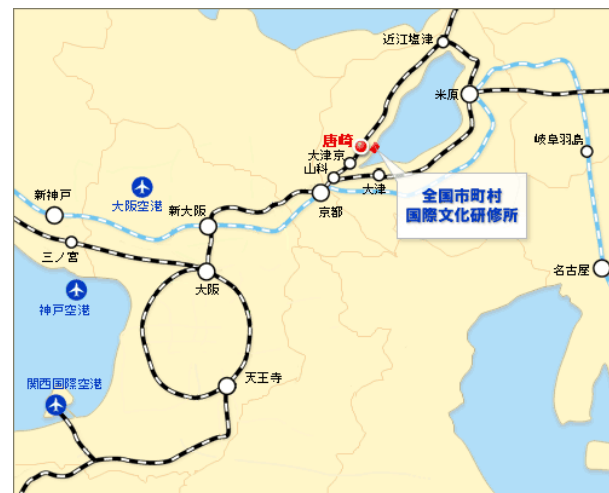 近江塩津
米原
唐崎
大津京
山科
大津
岐阜羽島
全国市町村
国際文化研修所
大阪空港
新神戸
新大阪
京都
三ノ宮
大阪
名古屋
神戸空港
天王寺
関西国際空港